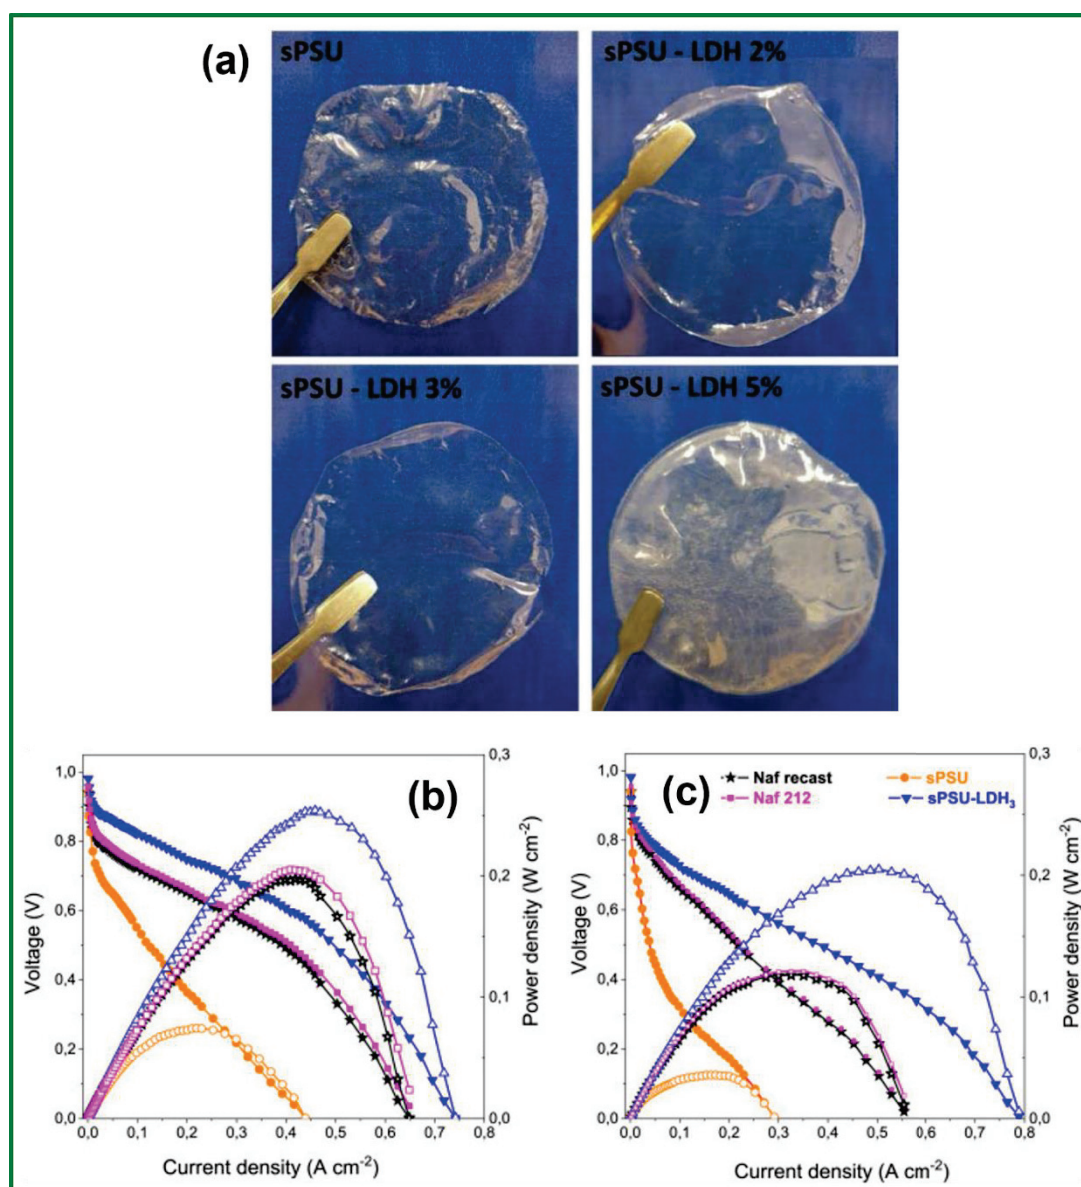 (a)
sPSU
sPSU - LDH 2%
sPSU - LDH 3%
sPSU - LDH 5%
(b)
1,0
0,8
0,6
0,4
0,2
0,0
Voltage (V)
0,3
0,2
0,1
0,0
Power density (W cm-2)
0,0 0,1 0,2 0,3 0,4 0,5 0,6 0,7 0,8
Current density (A cm-2)
(c)
Naf recast
Naf 212
sPSU
sPSU-LDH3
1,0
0,8
0,6
0,4
0,2
0,0
Voltage (V)
0,3
0,2
0,1
0,0
Power density (W cm-2)
0,0 0,1 0,2 0,3 0,4 0,5 0,6 0,7 0,8
Current density (A cm-2)